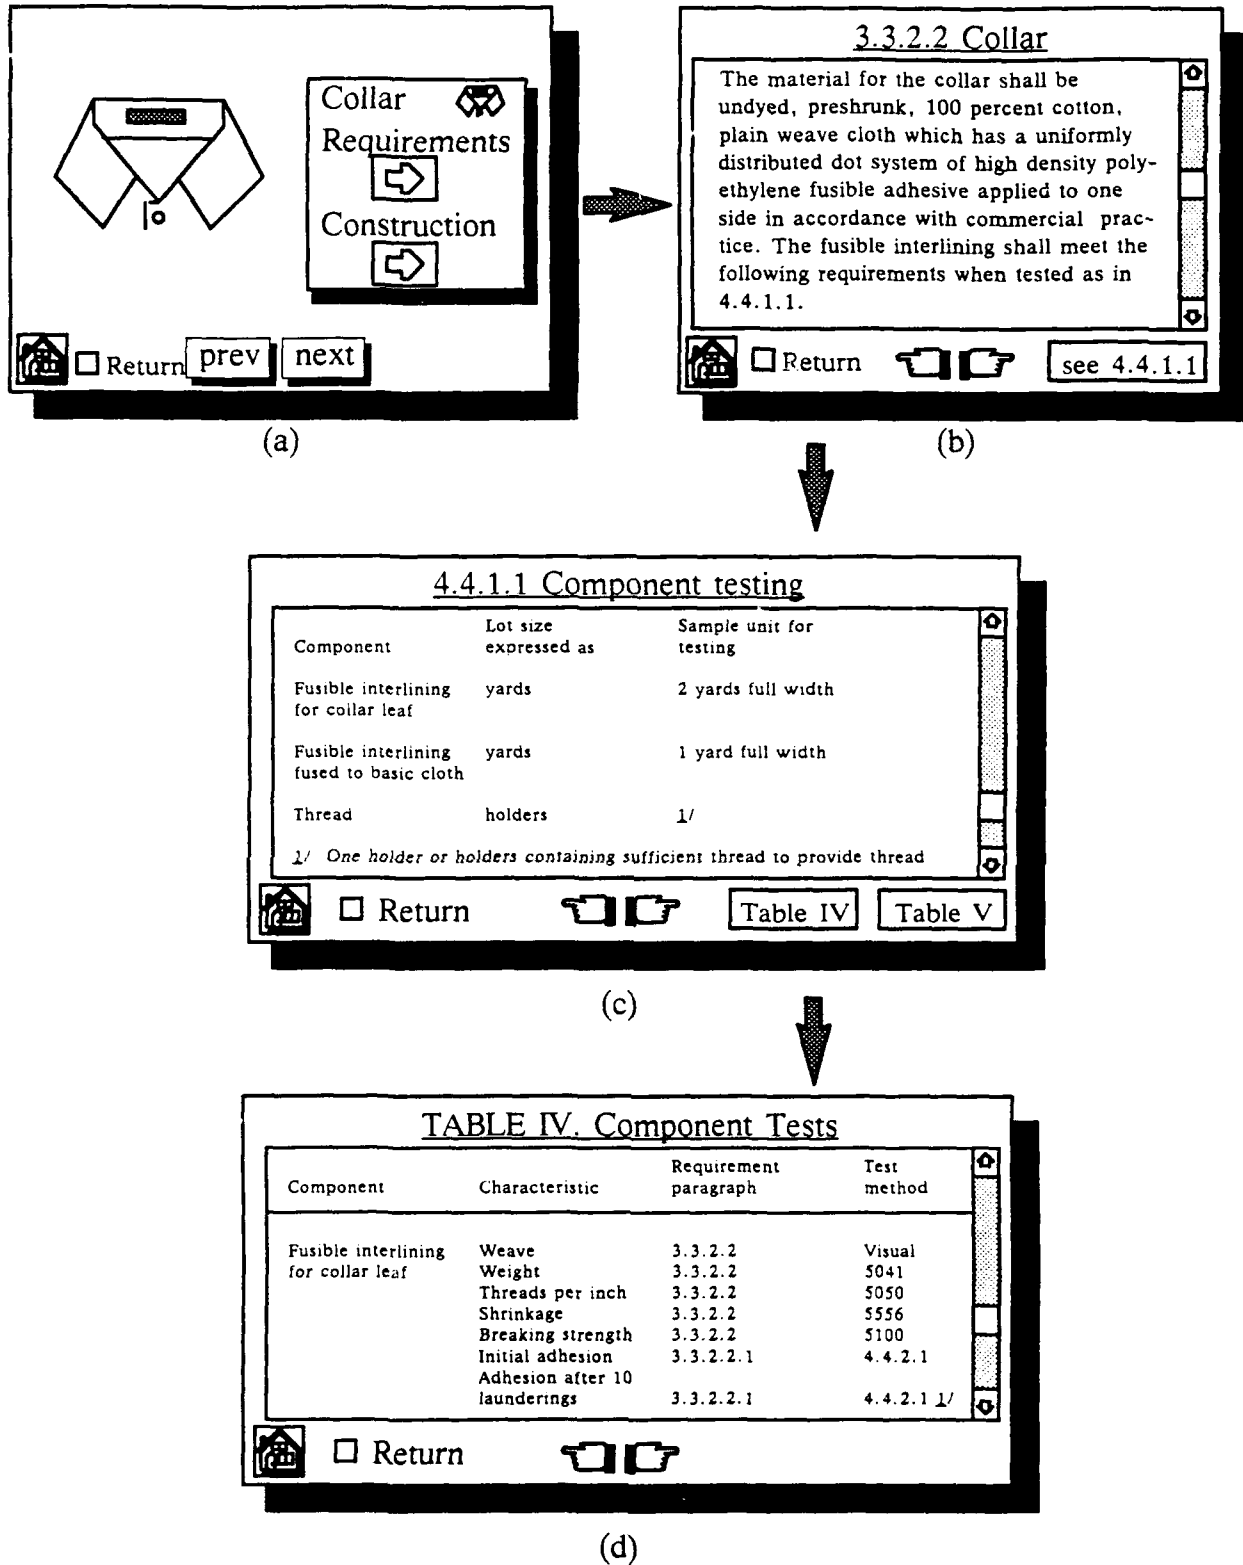 Collar
Requirements
Construction
Return
prev
next
(a)
3.3.2.2 Collar
The material for the collar shall be
undyed, preshrunk, 100 percent cotton,
plain weave cloth which has a uniformly
distributed dot system of high density poly-
ethylene fusible adhesive applied to one
side in accordance with commercial prac-
tice. The fusible interlining shall meet the
following requirements when tested as in
4.4.1.1.
Return
see 4.4.1.1
(b)
4.4.1.1 Component testing
Component
Lot size
expressed as
Sample unit for
testing
Fusible interlining
for collar leaf
yards
2 yards full width
Fusible interlining
fused to basic cloth
yards
1 yard full width
Thread
holders
1/
1/ One holder or holders containing sufficient thread to provide thread
Return
Table IV
Table V
(c)
TABLE IV. Component Tests
Component
Characteristic
Requirement
paragraph
Test
method
Fusible interlining
for collar leaf
Weave 3.3.2.2 Visual
Weight 3.3.2.2 5041
Threads per inch 3.3.2.2 5050
Shrinkage 3.3.2.2 5556
Breaking strength 3.3.2.2 5100
Initial adhesion 3.3.2.2.1 4.4.2.1
Adhesion after 10
launderings 3.3.2.2.1 4.4.2.1 1/
Return
(d)